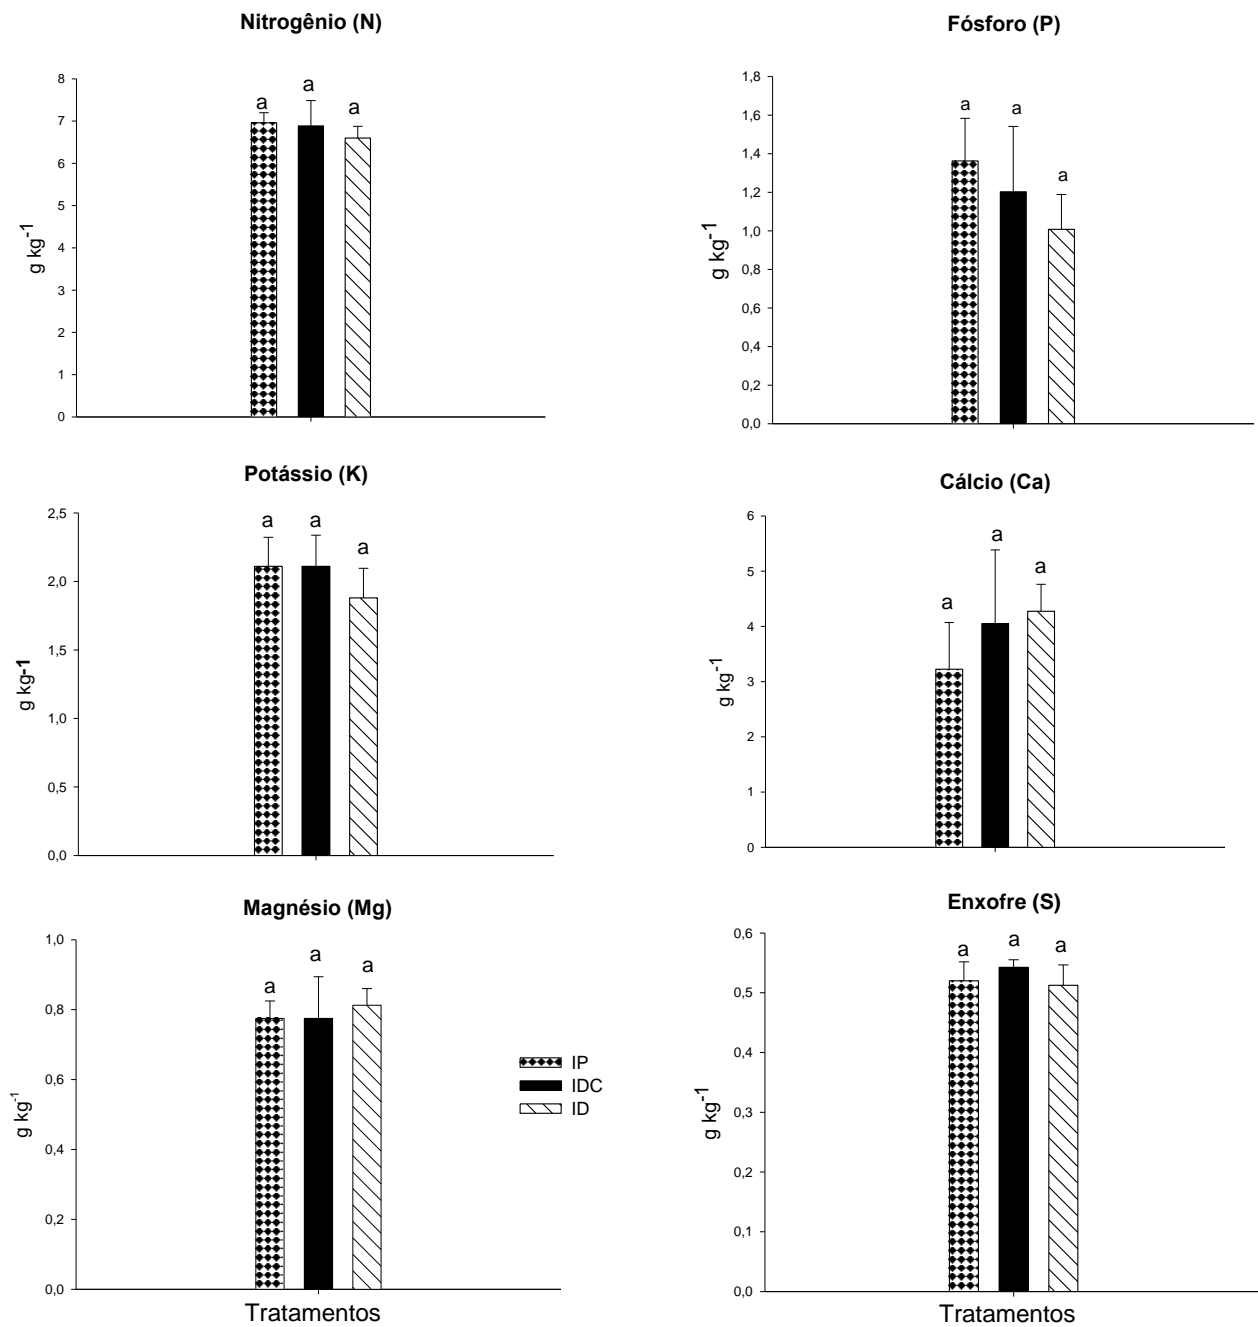 Nitrogênio (N)
g kg-1
8
7
6
5
4
3
2
1
0
a
a
a
Fósforo (P)
g kg-1
1,8
1,6
1,4
1,2
1,0
0,8
0,6
0,4
0,2
0,0
a
a
a
Potássio (K)
g kg-1
2,5
2,0
1,5
1,0
0,5
0,0
a
a
a
Cálcio (Ca)
g kg-1
6
5
4
3
2
1
0
a
a
a
Magnésio (Mg)
g kg-1
1,0
0,8
0,6
0,4
0,2
0,0
a
a
a
Tratamentos
IP
IDC
ID
Enxofre (S)
g kg-1
0,6
0,5
0,4
0,3
0,2
0,1
0,0
a
a
a
Tratamentos